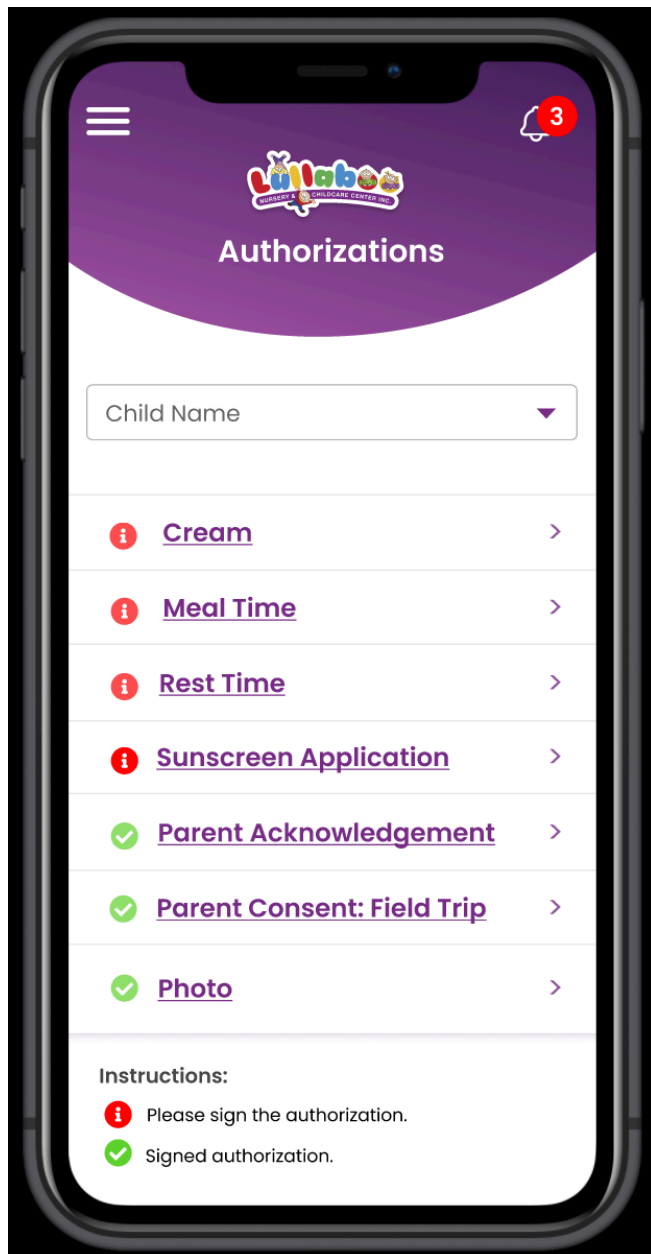 3
Lullaboo
NURSERY & CHILDCARE CENTER INC.
Authorizations
Child Name
Cream
Meal Time
Rest Time
Sunscreen Application
Parent Acknowledgement
Parent Consent: Field Trip
Photo
Instructions:
Please sign the authorization.
Signed authorization.